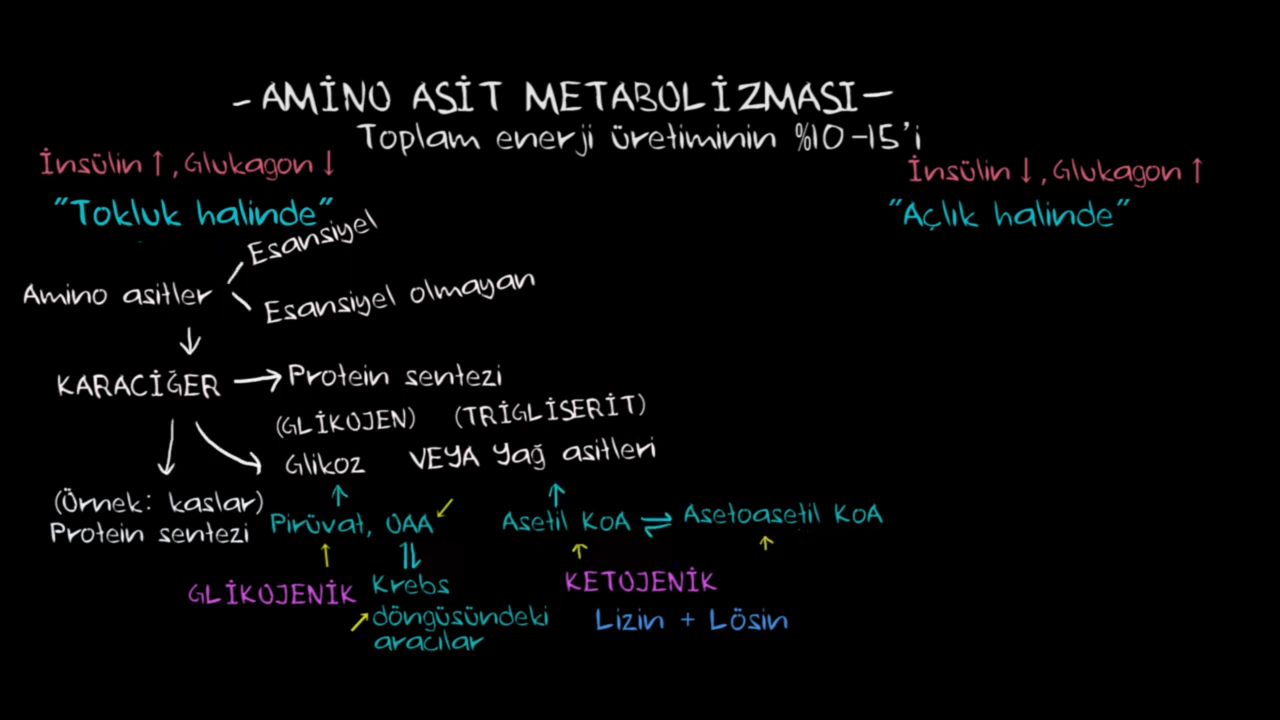 -AMİNO ASİT METABOLİZMASI-
Toplam enerji üretiminin %10-15'i
İnsülin ↑, Glukagon ↓
"Tokluk halinde"
İnsülin ↓, Glukagon ↑
"Açlık halinde"
Esansiyel
Amino asitler
Esansiyel olmayan
KARACİĞER → Protein sentezi
(GLİKOJEN) (TRİGLİSERİT)
Glikoz VEYA Yağ asitleri
(Örnek: kaslar)
Protein sentezi
Pirüvat, OAA
Asetil KoA ⇌ Asetoasetil KoA
GLİKOJENİK
Krebs
döngüsündeki
aracılar
KETOJENİK
Lizin + Lösin